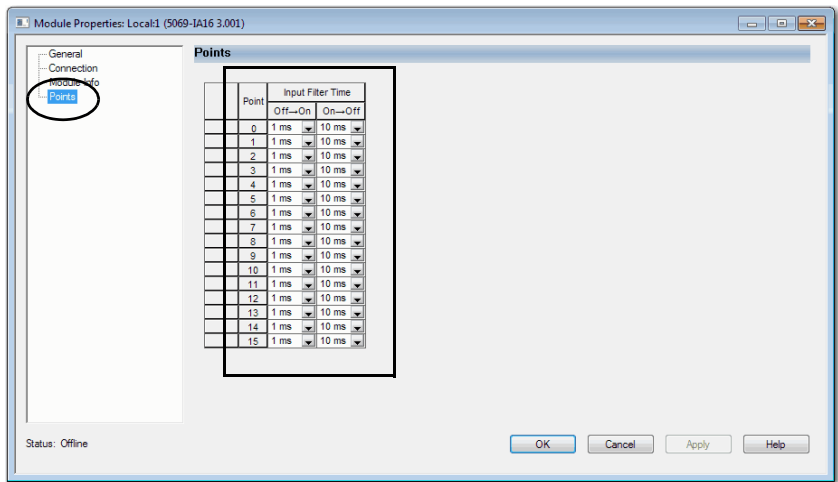 Module Properties: Local:1 (5069-IA16 3.001)
General
Connection
Module Info
Points
Points
Point
Input Filter Time
Off→On On→Off
0 1 ms 10 ms
1 1 ms 10 ms
2 1 ms 10 ms
3 1 ms 10 ms
4 1 ms 10 ms
5 1 ms 10 ms
6 1 ms 10 ms
7 1 ms 10 ms
8 1 ms 10 ms
9 1 ms 10 ms
10 1 ms 10 ms
11 1 ms 10 ms
12 1 ms 10 ms
13 1 ms 10 ms
14 1 ms 10 ms
15 1 ms 10 ms
Status: Offline
OK Cancel Apply Help